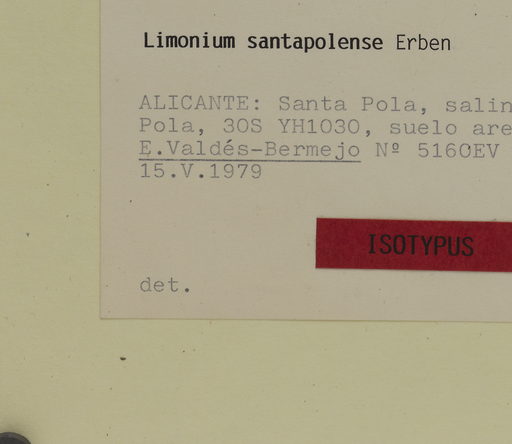 Limonium santapolense Erben
ALICANTE: Santa Pola, salin
Pola, 30S YH1030, suelo are
E.Valdés-Bermejo Nº 5160EV
15.V.1979
ISOTYPUS
det.